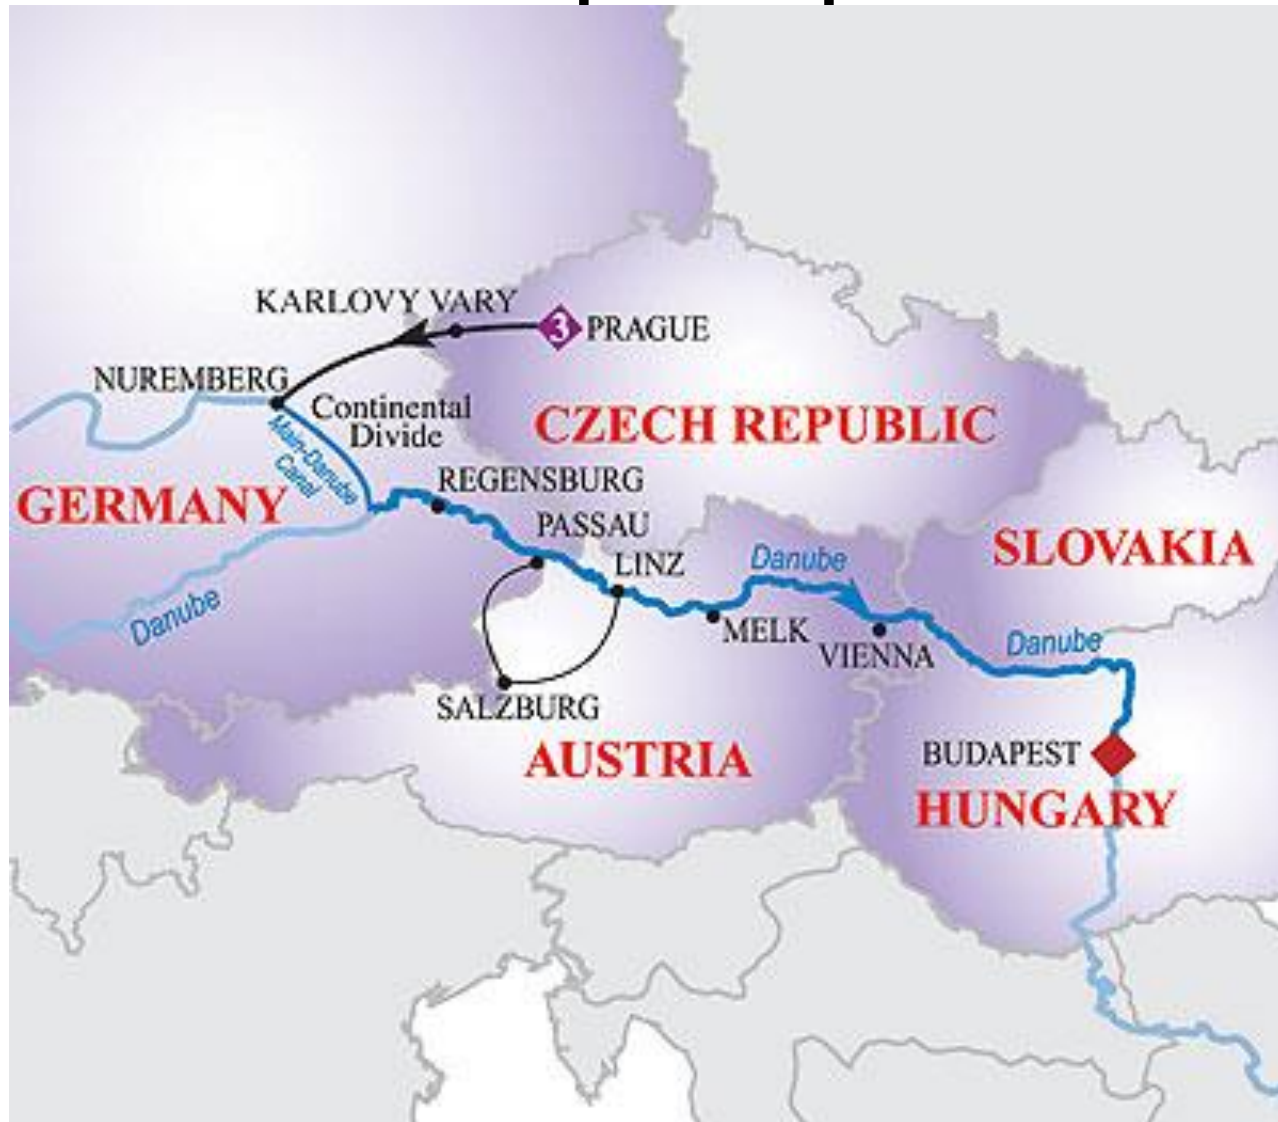 KARLOVY VARY
3 PRAGUE
NUREMBERG
Continental
Divide
CZECH REPUBLIC
Main-Danube
Canal
REGENSBURG
GERMANY
PASSAU
SLOVAKIA
LINZ
Danube
Danube
MELK
VIENNA
Danube
SALZBURG
AUSTRIA
BUDAPEST
HUNGARY